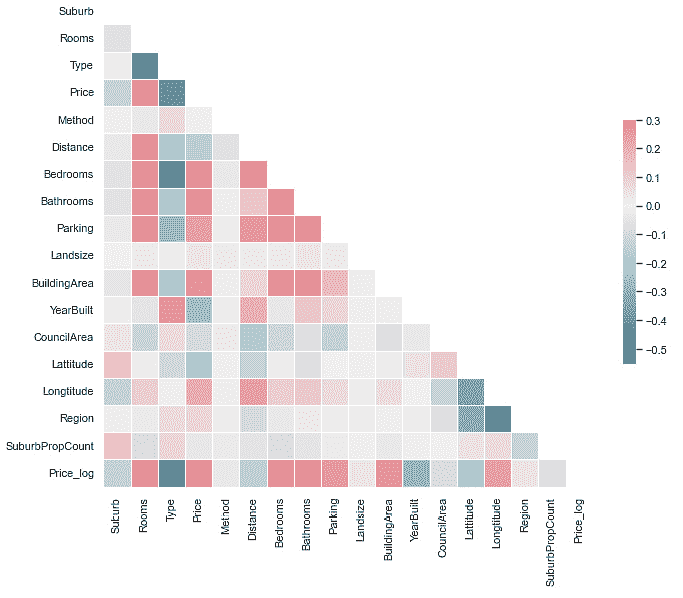 Suburb
Rooms
Type
Price
Method
Distance
Bedrooms
Bathrooms
Parking
Landsize
BuildingArea
YearBuilt
CouncilArea
Lattitude
Longtitude
Region
SuburbPropCount
Price_log
0.3
0.2
0.1
0.0
−0.1
−0.2
−0.3
−0.4
−0.5
Suburb
Rooms
Type
Price
Method
Distance
Bedrooms
Bathrooms
Parking
Landsize
BuildingArea
YearBuilt
CouncilArea
Lattitude
Longtitude
Region
SuburbPropCount
Price_log